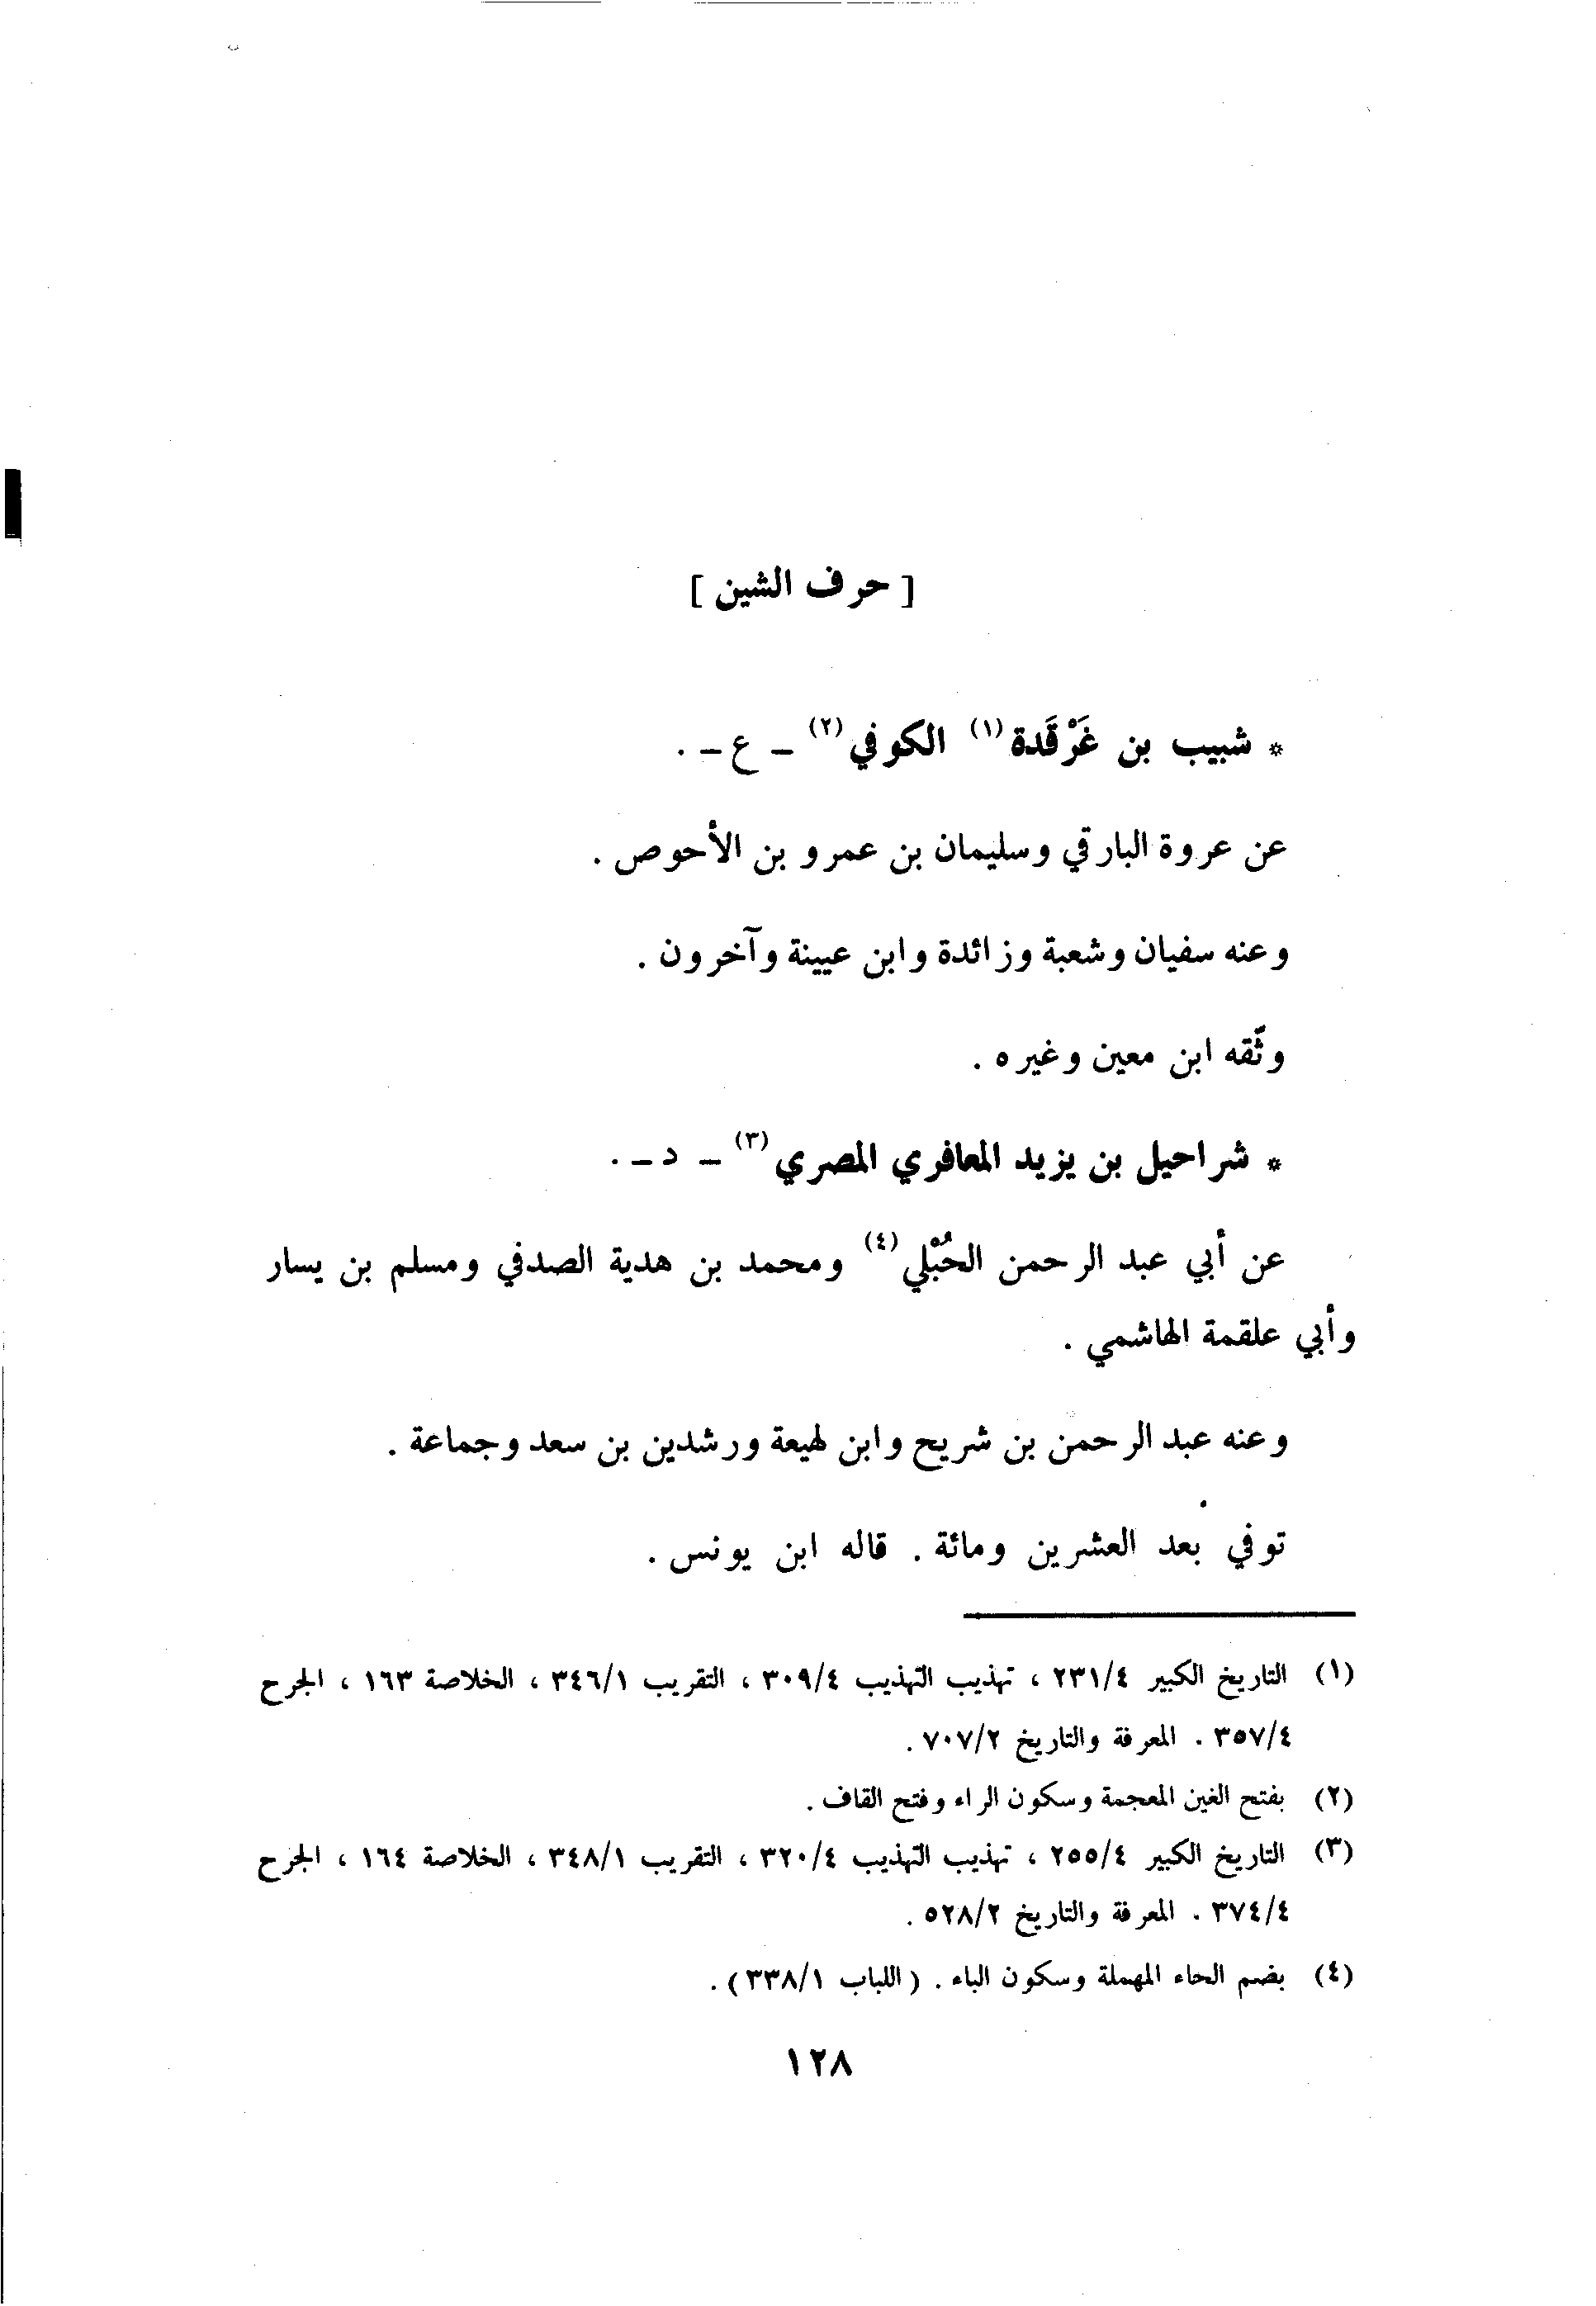 [ حرف الشين ]
* شبيب بن غَرْقَدة(١) الكوفي(٢) - ع - .
عن عروة البارقي وسليمان بن عمرو بن الأحوص .
وعنه سفيان وشعبة وزائدة وابن عيينة وآخرون .
وثّقه ابن معين وغيره .
* شراحيل بن يزيد المعافري المصري(٣) - د - .
عن أبي عبد الرحمن الحُبْلي(٤) ومحمد بن هدية الصدفي ومسلم بن يسار
وأبي علقمة الهاشمي .
وعنه عبد الرحمن بن شريح وابن لهيعة ورشدين بن سعد وجماعة .
توفي بعد العشرين ومائة . قاله ابن يونس .
(١) التاريخ الكبير ٢٣١/٤ ، تهذيب التهذيب ٣٠٩/٤ ، التقريب ٣٤٦/١ ، الخلاصة ١٦٣ ، الجرح
٣٥٧/٤ . المعرفة والتاريخ ٧٠٧/٢ .
(٢) بفتح الغين المعجمة وسكون الراء وفتح القاف .
(٣) التاريخ الكبير ٢٥٥/٤ ، تهذيب التهذيب ٣٢٠/٤ ، التقريب ٣٤٨/١ ، الخلاصة ١٦٤ ، الجرح
٣٧٤/٤ . المعرفة والتاريخ ٥٢٨/٢ .
(٤) بضم الحاء المهملة وسكون الباء . ( اللباب ٣٣٨/١ ) .
١٢٨